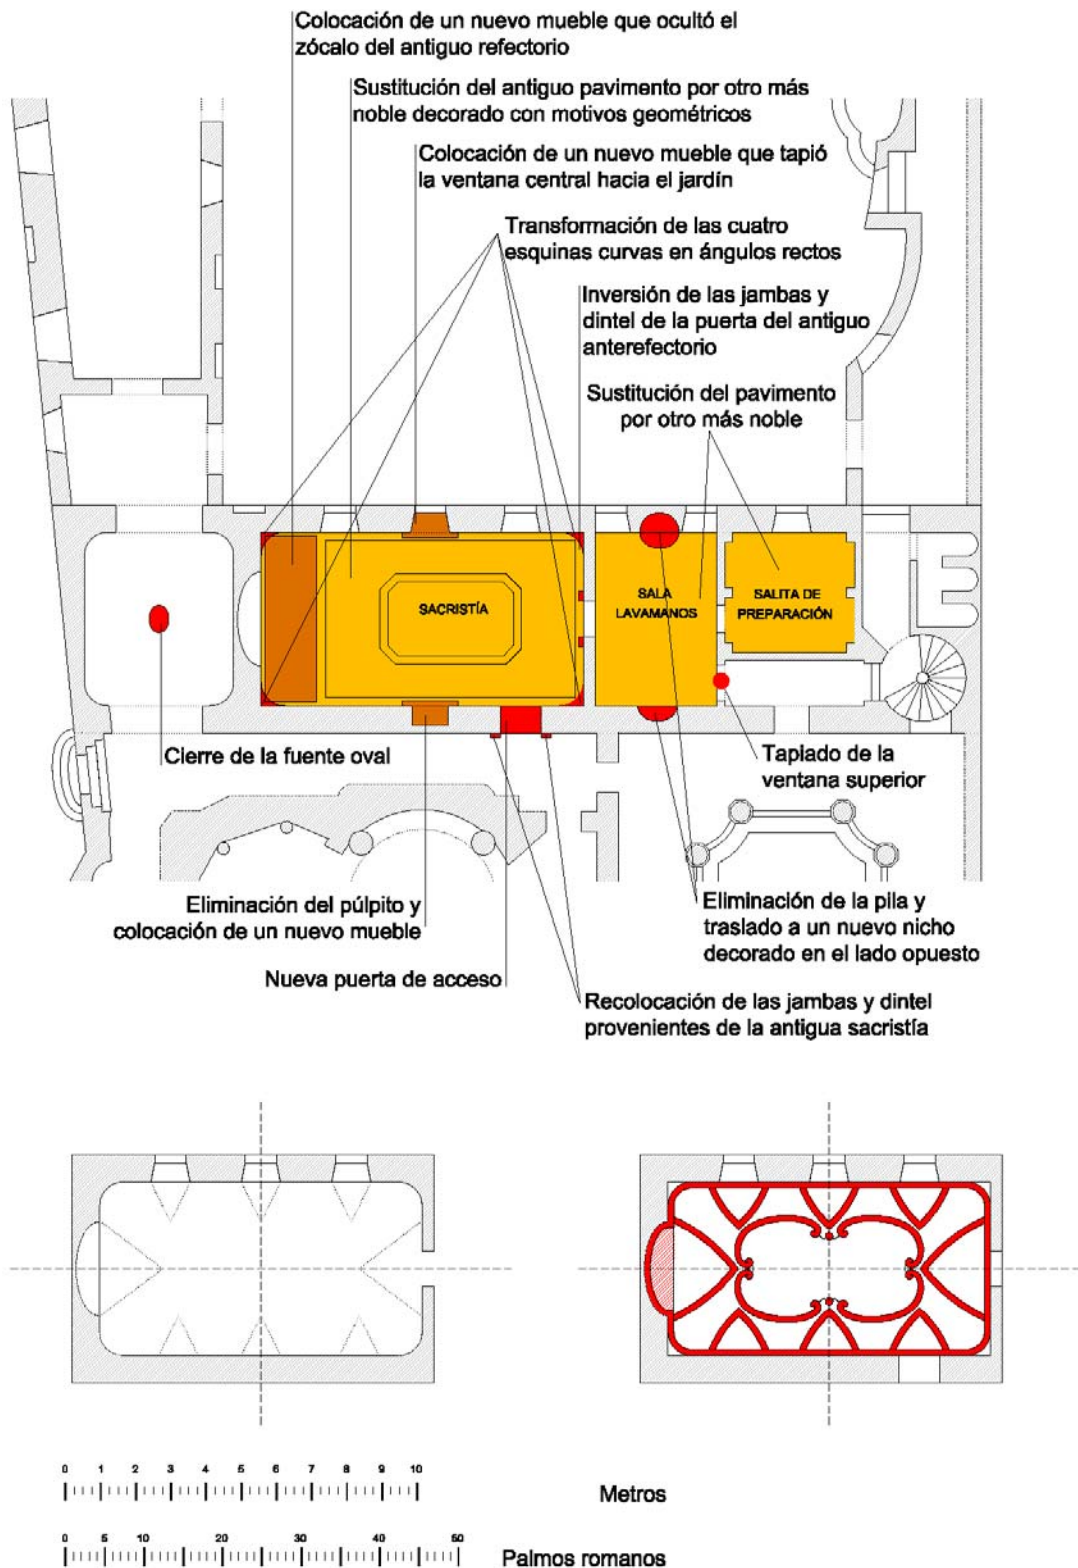 Colocación de un nuevo mueble que ocultó el
zócalo del antiguo refectorio
Sustitución del antiguo pavimento por otro más
noble decorado con motivos geométricos
Colocación de un nuevo mueble que tapió
la ventana central hacia el jardín
Transformación de las cuatro
esquinas curvas en ángulos rectos
Inversión de las jambas y
dintel de la puerta del antiguo
anterefectorio
Sustitución del pavimento
por otro más noble
SACRISTÍA
SALA
LAVAMANOS
SALITA DE
PREPARACIÓN
Cierre de la fuente oval
Tapiado de la
ventana superior
Eliminación del púlpito y
colocación de un nuevo mueble
Eliminación de la pila y
traslado a un nuevo nicho
decorado en el lado opuesto
Nueva puerta de acceso
Recolocación de las jambas y dintel
provenientes de la antigua sacristía
0 1 2 3 4 5 6 7 8 9 10
Metros
0 5 10 20 30 40 50
Palmos romanos